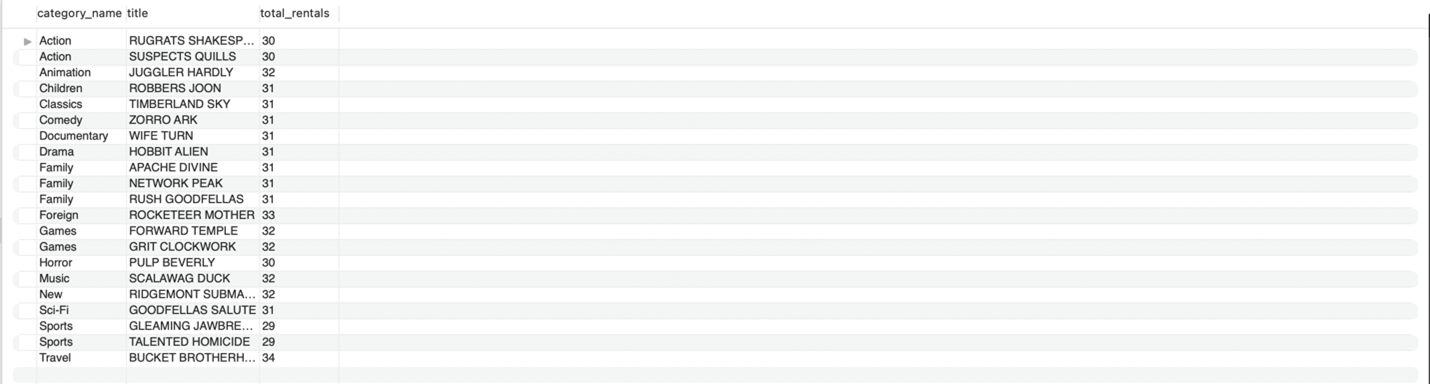 category_name title total_rentals
Action RUGRATS SHAKESP... 30
Action SUSPECTS QUILLS 30
Animation JUGGLER HARDLY 32
Children ROBBERS JOON 31
Classics TIMBERLAND SKY 31
Comedy ZORRO ARK 31
Documentary WIFE TURN 31
Drama HOBBIT ALIEN 31
Family APACHE DIVINE 31
Family NETWORK PEAK 31
Family RUSH GOODFELLAS 31
Foreign ROCKETEER MOTHER 33
Games FORWARD TEMPLE 32
Games GRIT CLOCKWORK 32
Horror PULP BEVERLY 30
Music SCALAWAG DUCK 32
New RIDGEMONT SUBMA... 32
Sci-Fi GOODFELLAS SALUTE 31
Sports GLEAMING JAWBRE... 29
Sports TALENTED HOMICIDE 29
Travel BUCKET BROTHERH... 34